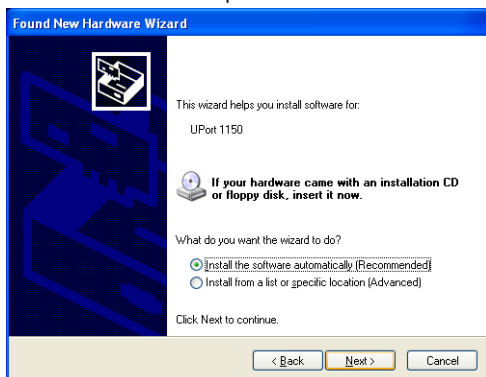 Found New Hardware Wizard
This wizard helps you install software for:
UPort 1150
If your hardware came with an installation CD
or floppy disk, insert it now.
What do you want the wizard to do?
Install the software automatically (Recommended)
Install from a list or specific location (Advanced)
Click Next to continue.
< Back Next > Cancel